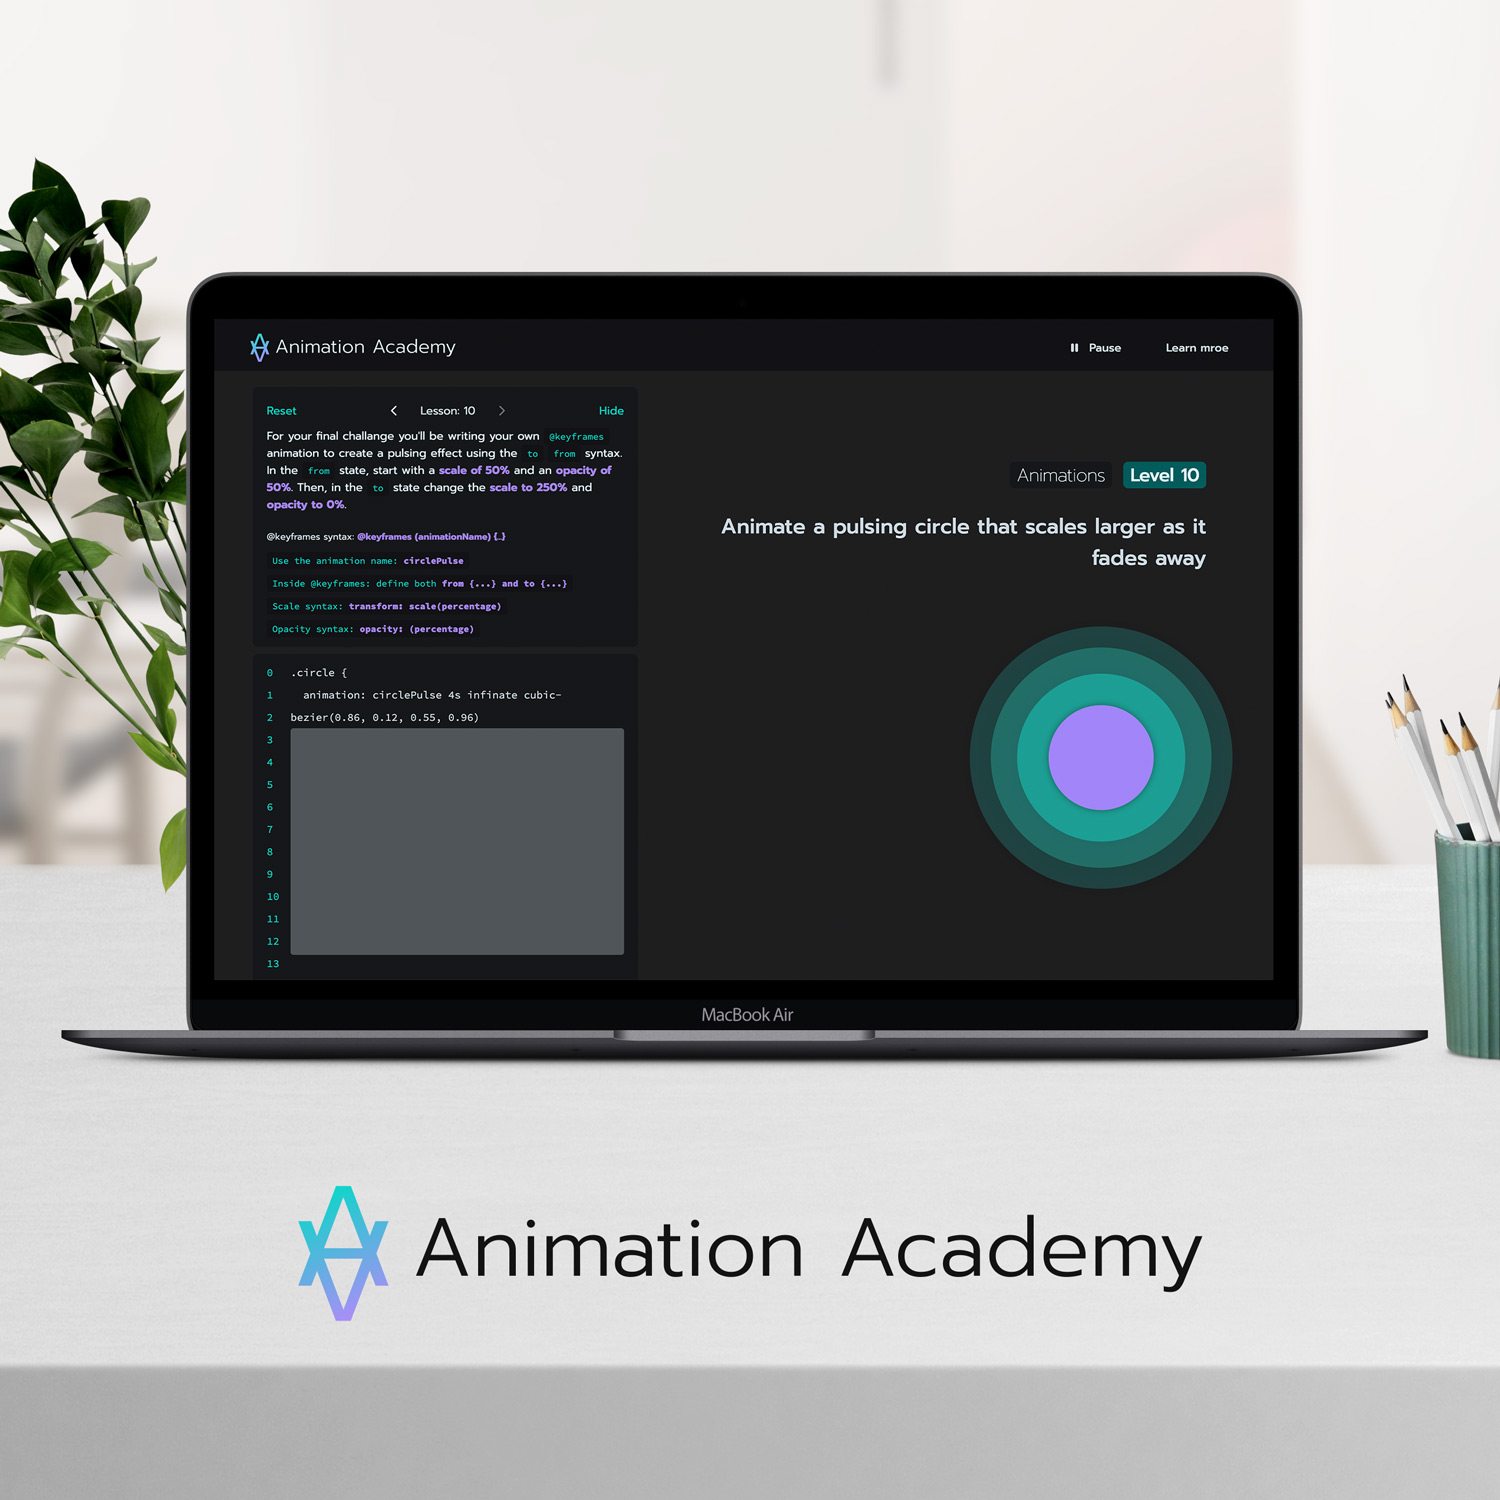 Animation Academy
Pause
Learn mroe
Reset
Lesson: 10
Hide
For your final challange you'll be writing your own @keyframes
animation to create a pulsing effect using the to from syntax.
In the from state, start with a scale of 50% and an opacity of
50%. Then, in the to state change the scale to 250% and
opacity to 0%.
@keyframes syntax: @keyframes (animationName) {..}
Use the animation name: circlePulse
Inside @keyframes: define both from {...} and to {...}
Scale syntax: transform: scale(percentage)
Opacity syntax: opacity: (percentage)
0 .circle {
1 animation: circlePulse 4s infinate cubic-
2 bezier(0.86, 0.12, 0.55, 0.96)
3
4
5
6
7
8
9
10
11
12
13
Animations Level 10
Animate a pulsing circle that scales larger as it
fades away
MacBook Air
Animation Academy